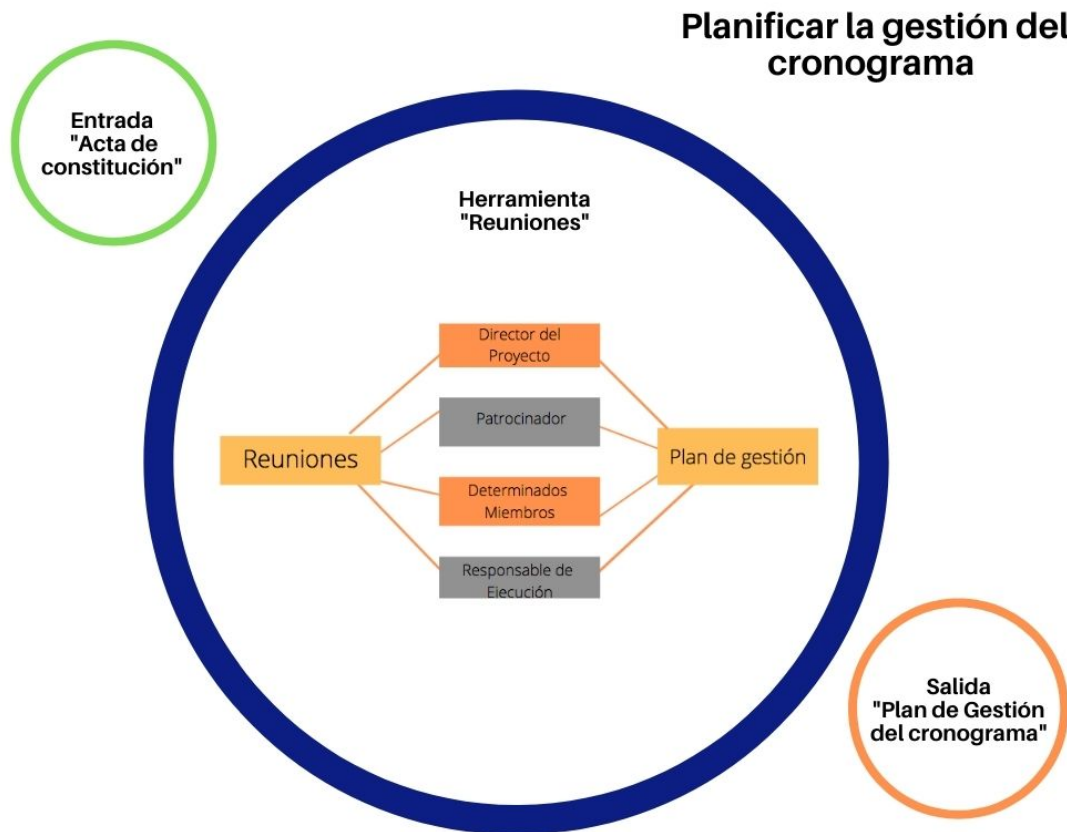 Planificar la gestión del
cronograma
Entrada
"Acta de
constitución"
Herramienta
"Reuniones"
Director del
Proyecto
Patrocinador
Reuniones
Plan de gestión
Determinados
Miembros
Responsable de
Ejecución
Salida
"Plan de Gestión
del cronograma"